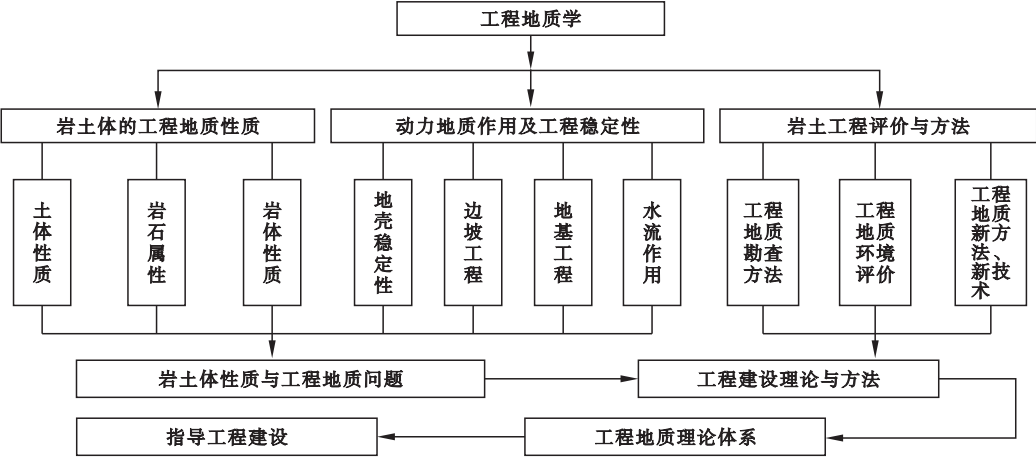 工程地质学
岩土体的工程地质性质
动力地质作用及工程稳定性
岩土工程评价与方法
土体性质
岩石属性
岩体性质
地壳稳定性
边坡工程
地基工程
水流作用
工程
地质
勘查
方法
工程
地质
环境
评价
工程
地质
新方
法、
新技
术
岩土体性质与工程地质问题
工程建设理论与方法
指导工程建设
工程地质理论体系